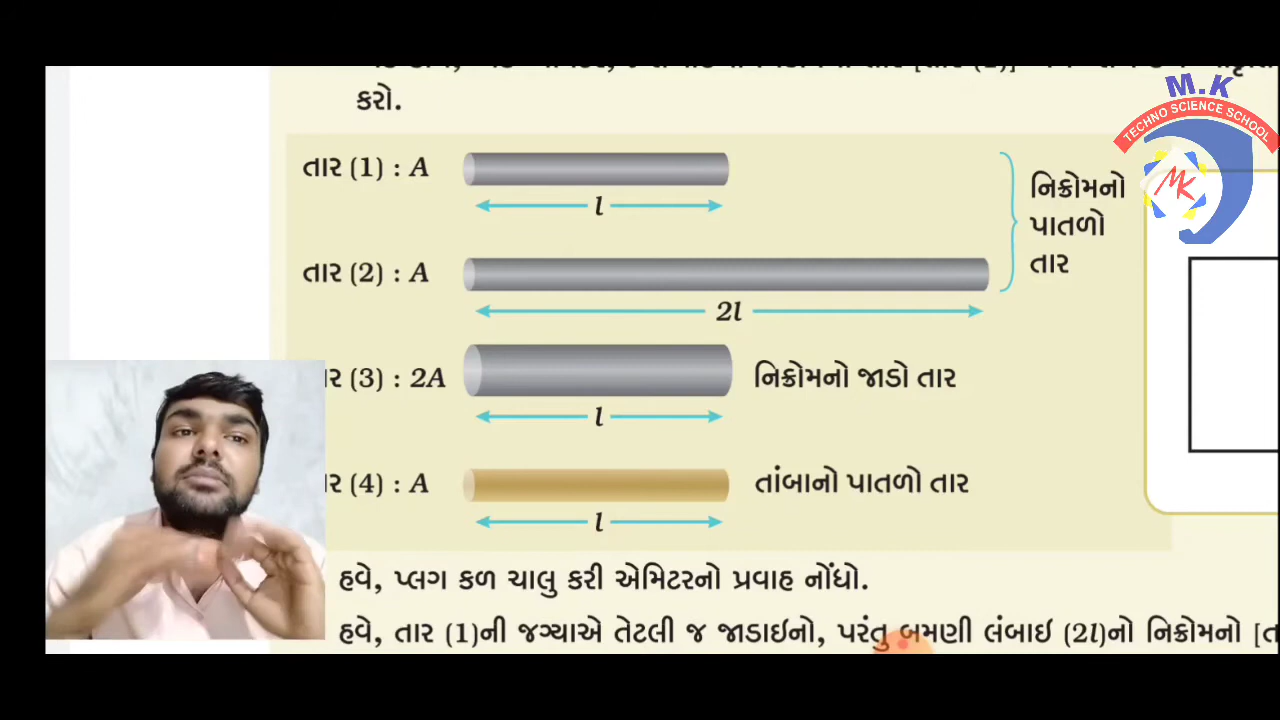 કરો.
M.K
TECHNO SCIENCE SCHOOL
MK
તાર (1) : A
l
નિક્રોમનો
પાતળો
તાર
તાર (2) : A
2l
(3) : 2A
નિક્રોમનો જાડો તાર
l
(4) : A
તાંબાનો પાતળો તાર
l
હવે, પ્લગ કળ ચાલુ કરી એમિટરનો પ્રવાહ નોંધો.
હવે, તાર (1)ની જગ્યાએ તેટલી જ જાડાઇનો, પરંતુ બમણી લંબાઇ (2l)નો નિક્રોમનો